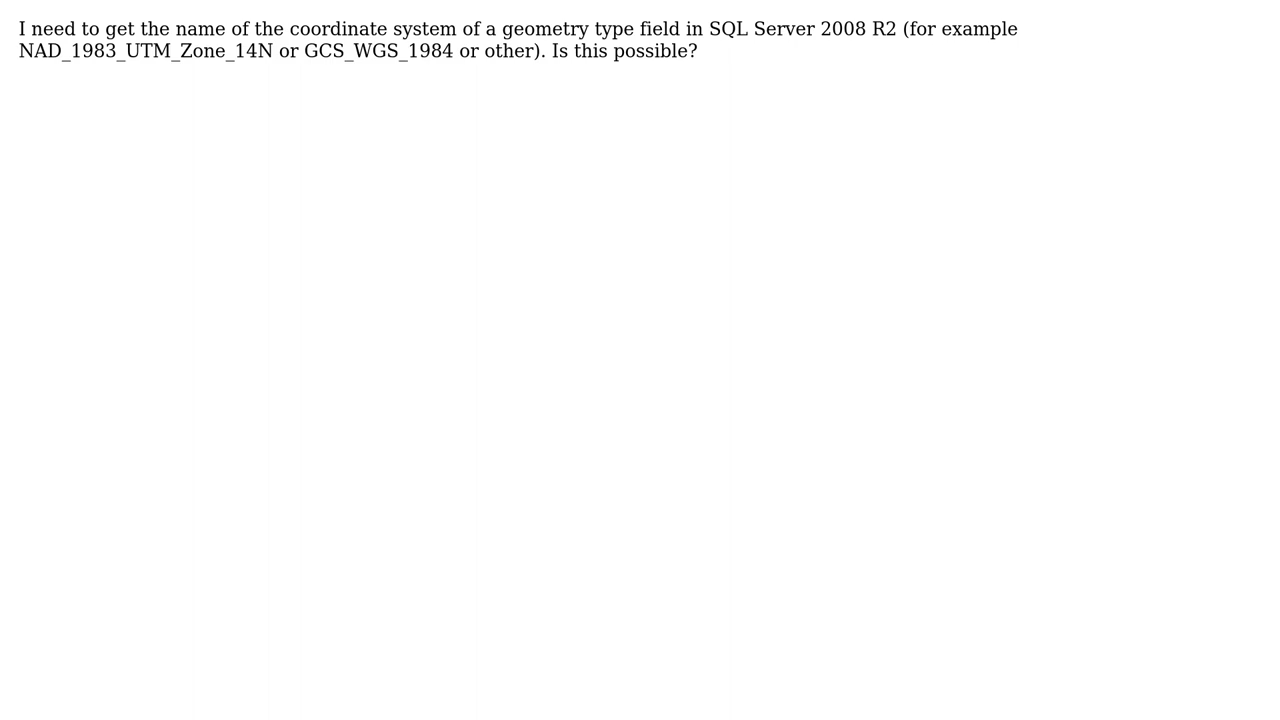 I need to get the name of the coordinate system of a geometry type field in SQL Server 2008 R2 (for example
NAD_1983_UTM_Zone_14N or GCS_WGS_1984 or other). Is this possible?